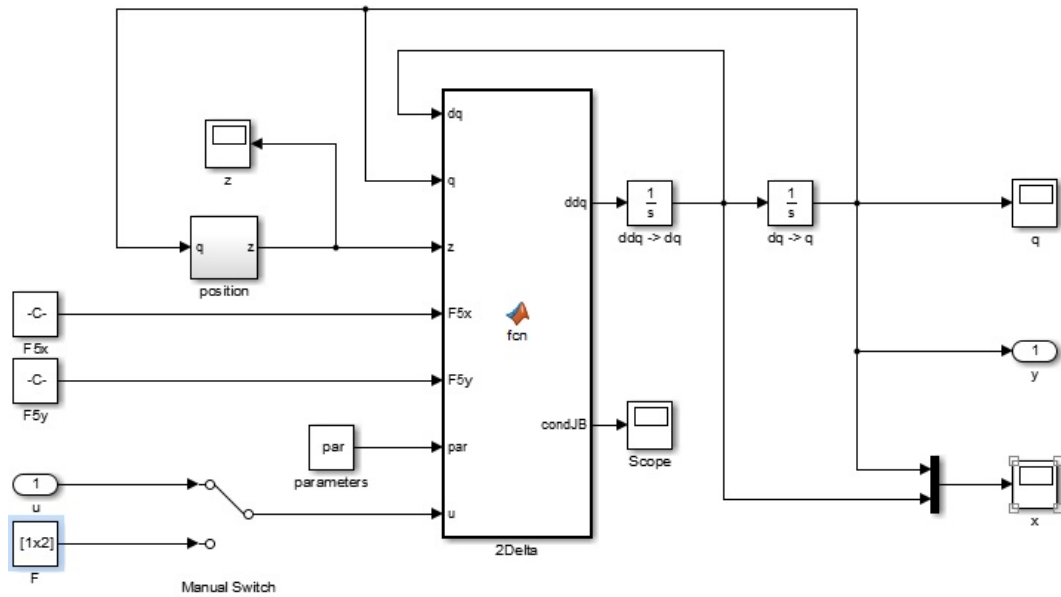 dq
z
q
ddq
1
s
1
s
ddq -> dq
dq -> q
q
q
z
z
position
-C-
F5x
F5x
fcn
-C-
F5y
F5y
1
y
condJB
Scope
par
parameters
par
1
u
u
[1x2]
F
2Delta
x
Manual Switch